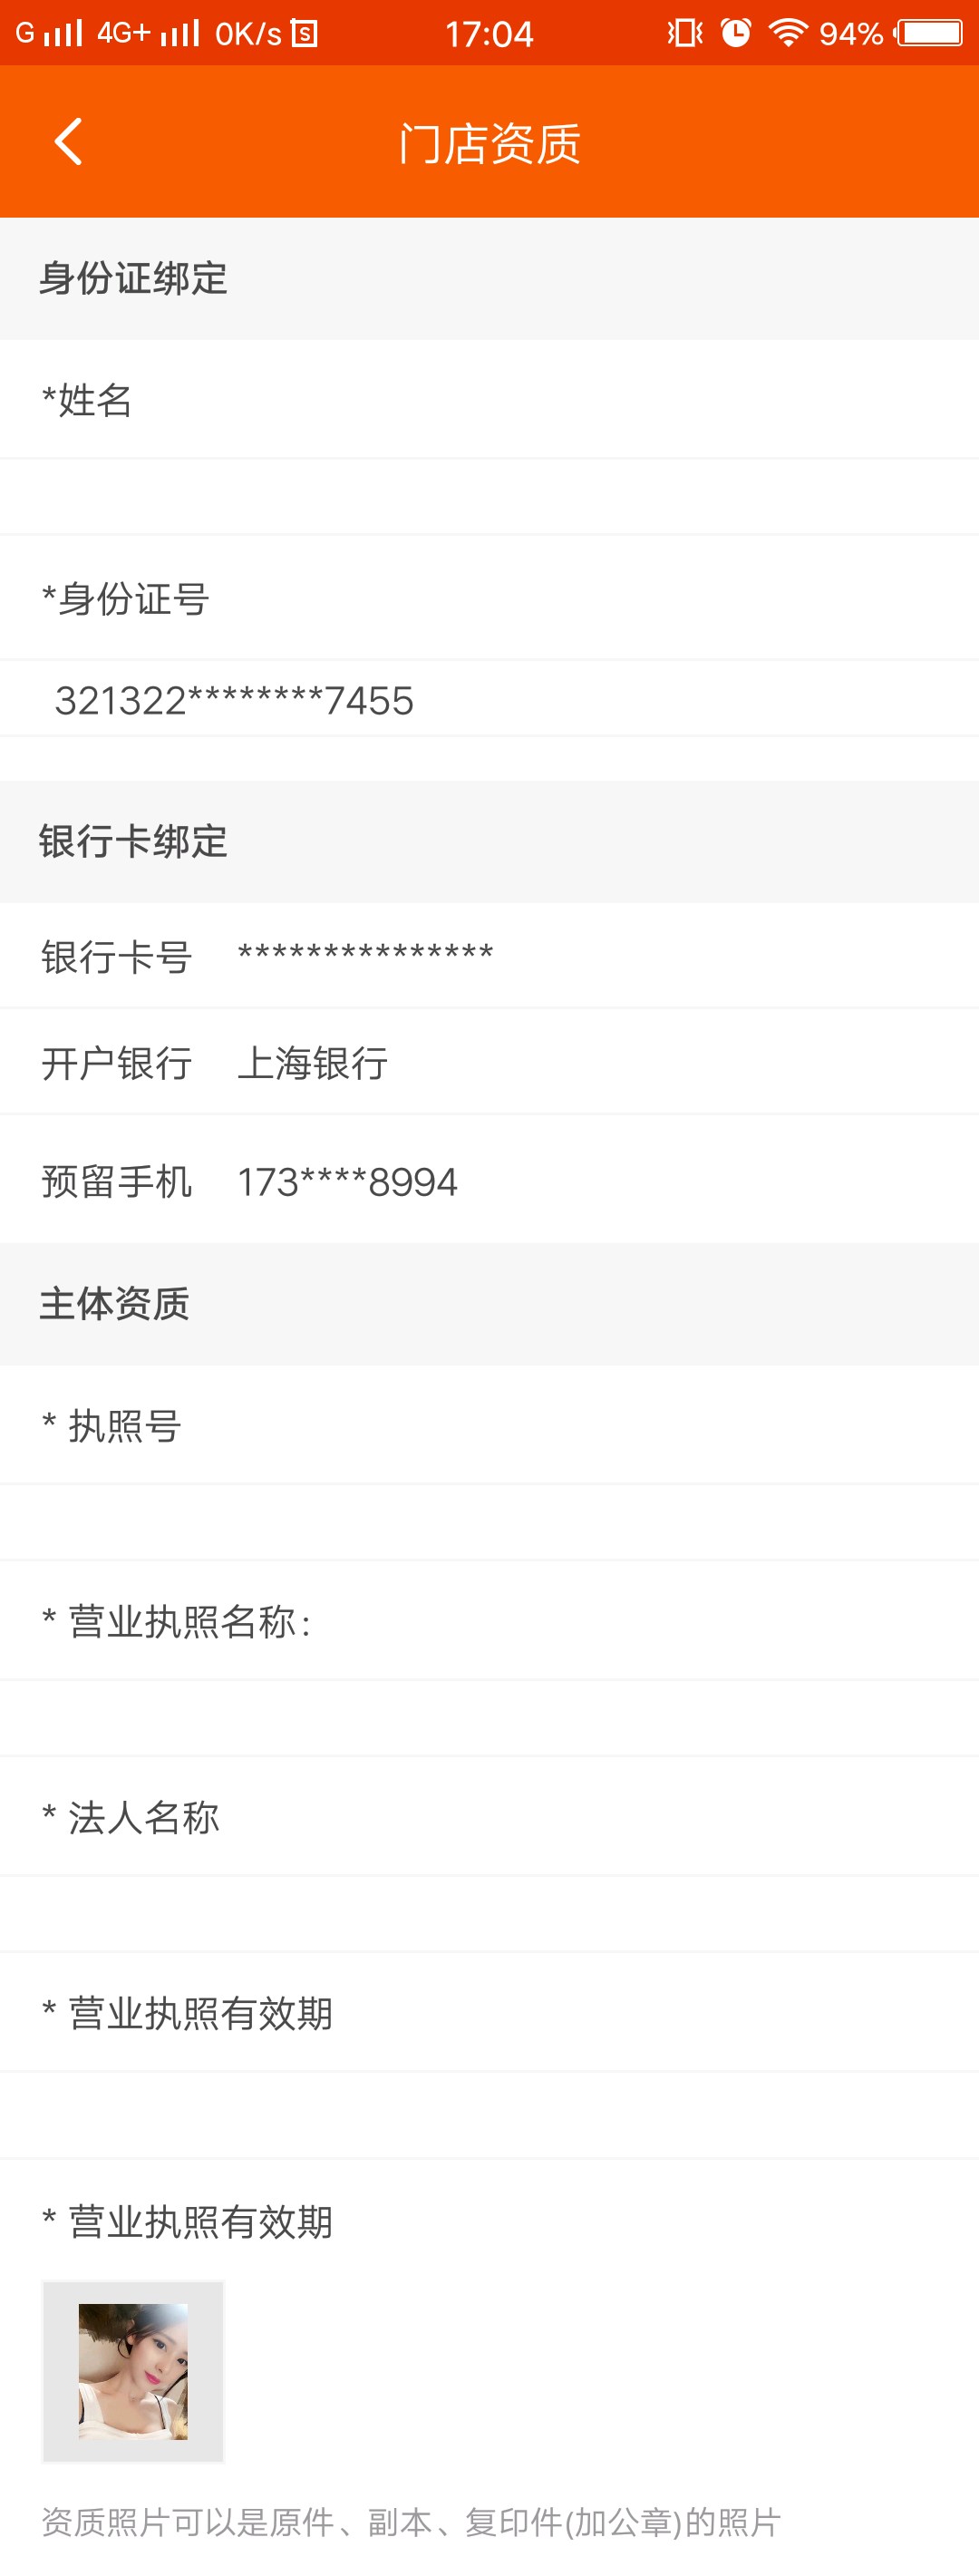 G 4G+ 0K/s 17:04 94%
门店资质
身份证绑定
*姓名
*身份证号
321322********7455
银行卡绑定
银行卡号 ***************
开户银行 上海银行
预留手机 173****8994
主体资质
* 执照号
* 营业执照名称:
* 法人名称
* 营业执照有效期
* 营业执照有效期
资质照片可以是原件、副本、复印件(加公章)的照片